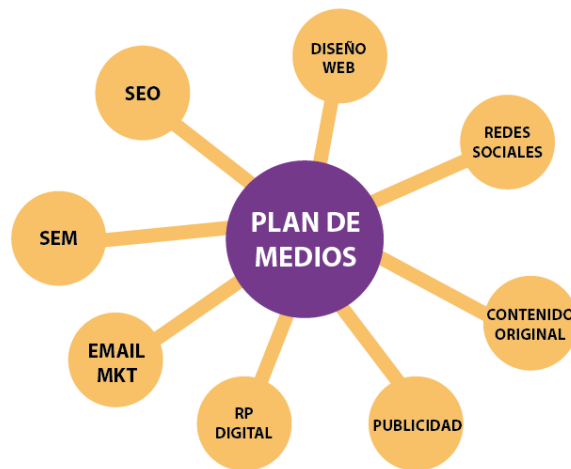 PLAN DE
MEDIOS
DISEÑO
WEB
REDES
SOCIALES
CONTENIDO
ORIGINAL
PUBLICIDAD
RP
DIGITAL
EMAIL
MKT
SEM
SEO